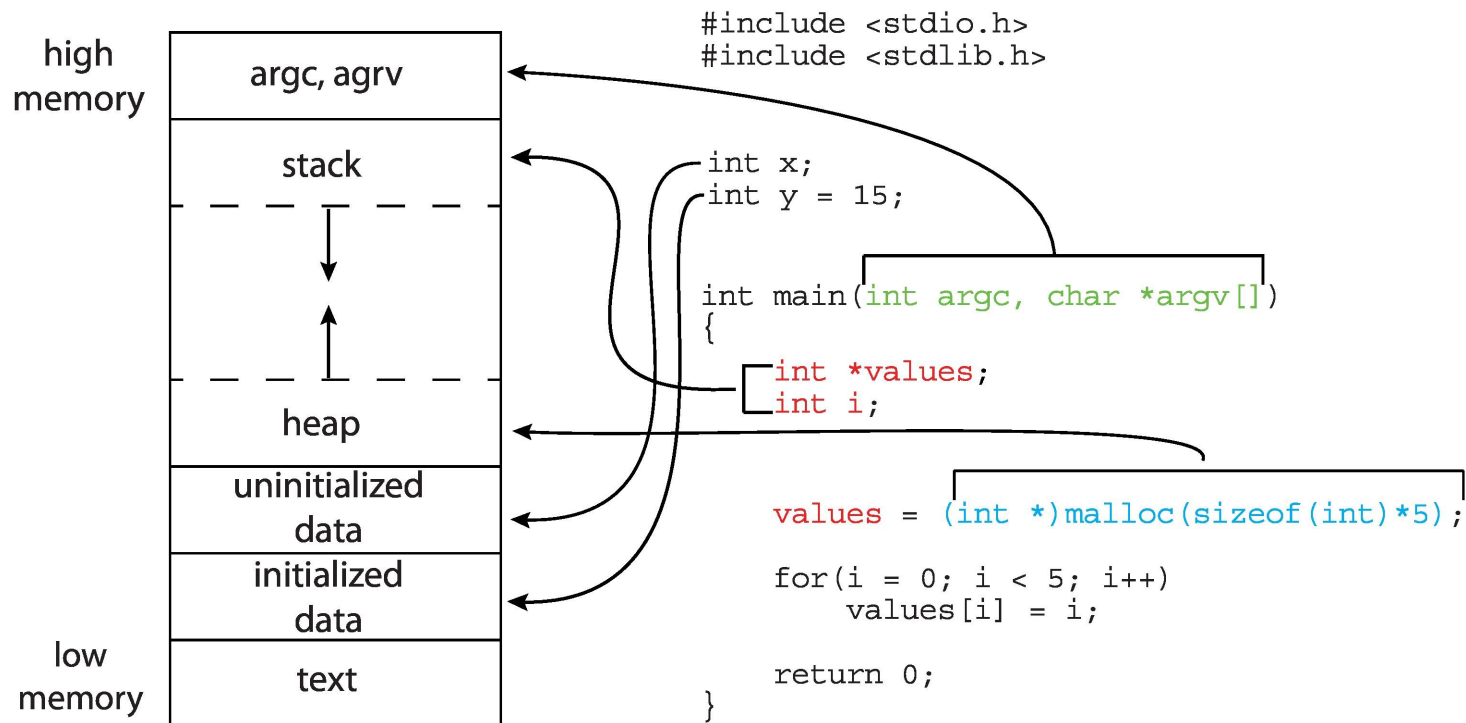 high
memory
argc, agrv
stack
heap
uninitialized
data
initialized
data
low
memory
text
#include <stdio.h>
#include <stdlib.h>
int x;
int y = 15;
int main(int argc, char *argv[])
{
int *values;
int i;
values = (int *)malloc(sizeof(int)*5);
for(i = 0; i < 5; i++)
values[i] = i;
return 0;
}